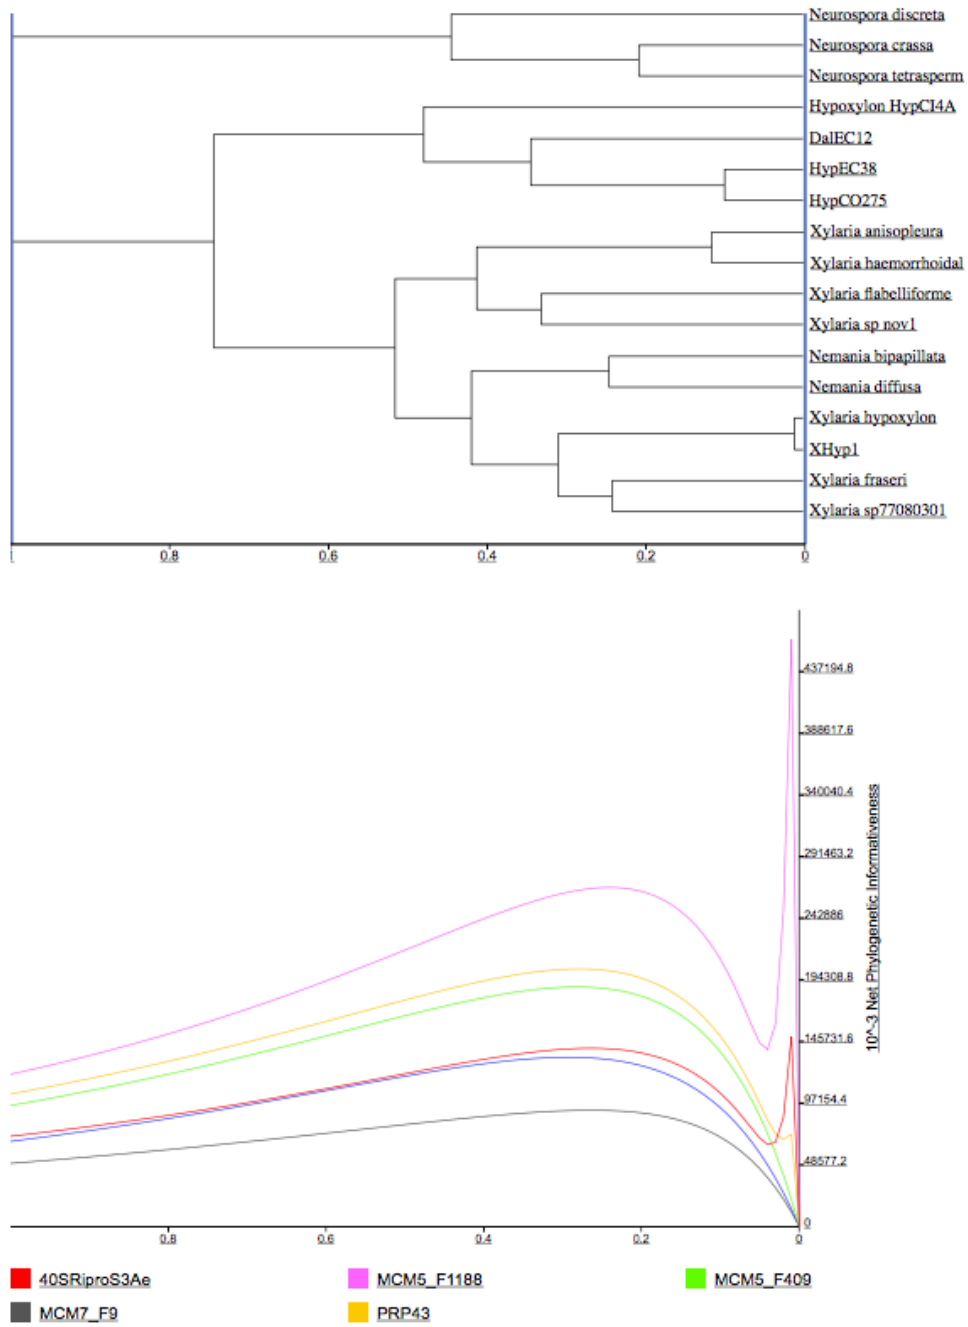 Neurospora discreta
Neurospora crassa
Neurospora tetrasperm
Hypoxylon HypCI4A
DalEC12
HypEC38
HypCO275
Xylaria anisopleura
Xylaria haemorrhoidal
Xylaria flabelliforme
Xylaria sp nov1
Nemania bipapillata
Nemania diffusa
Xylaria hypoxylon
XHyp1
Xylaria fraseri
Xylaria sp77080301
1 0.8 0.6 0.4 0.2 0
437194.8
388617.6
340040.4
291463.2
242886
194308.8
145731.6
97154.4
48577.2
0
10^-3 Net Phylogenetic Informativeness
0.8 0.6 0.4 0.2 0
40SRiproS3Ae MCM5_F1188 MCM5_F409
MCM7_F9 PRP43